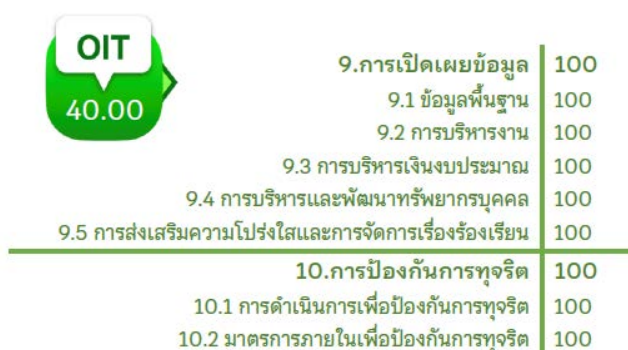 OIT
40.00
9.การเปิดเผยข้อมูล 100
9.1 ข้อมูลพื้นฐาน 100
9.2 การบริหารงาน 100
9.3 การบริหารเงินงบประมาณ 100
9.4 การบริหารและพัฒนาทรัพยากรบุคคล 100
9.5 การส่งเสริมความโปร่งใสและการจัดการเรื่องร้องเรียน 100
10.การป้องกันการทุจริต 100
10.1 การดำเนินการเพื่อป้องกันการทุจริต 100
10.2 มาตรการภายในเพื่อป้องกันการทุจริต 100